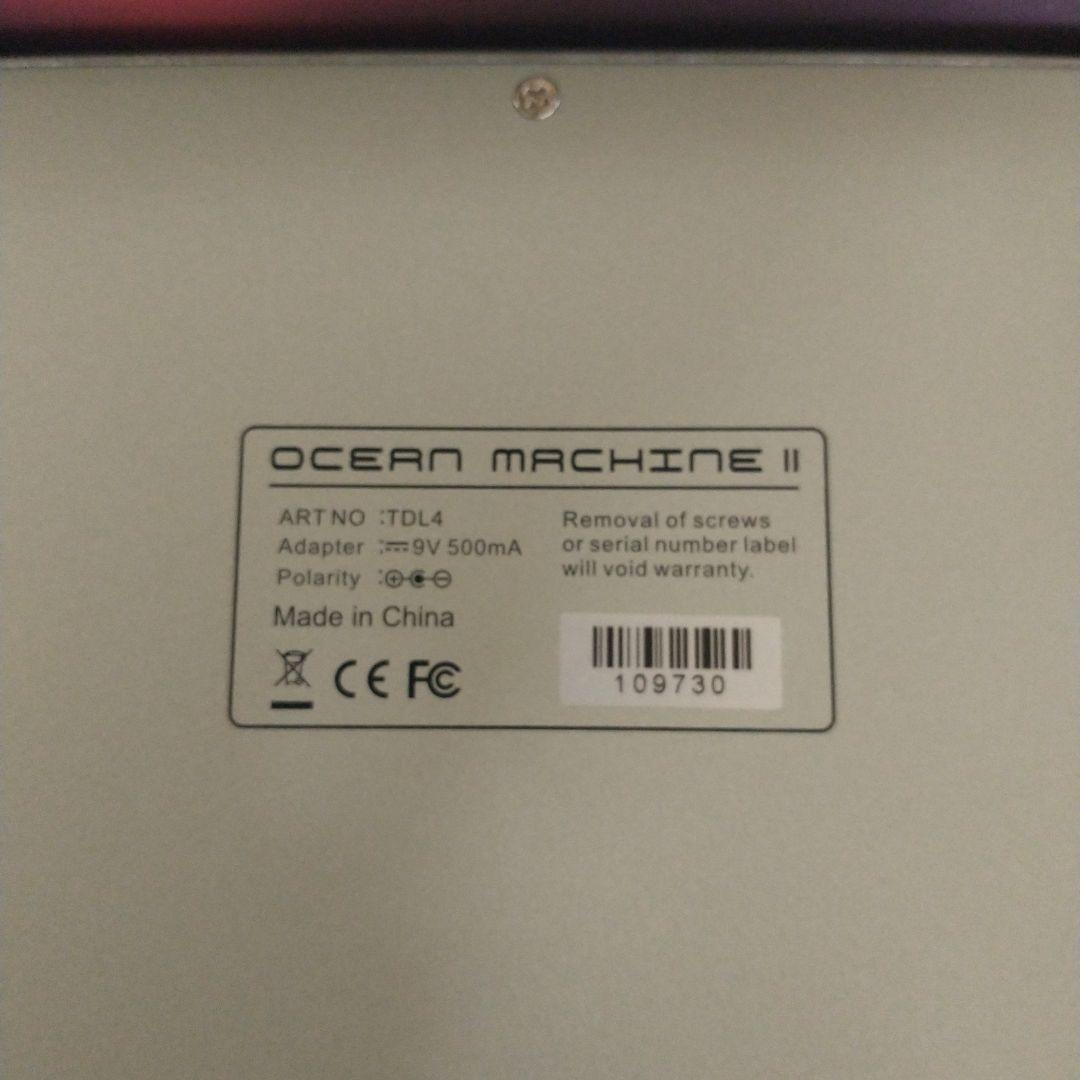 OCEAN MACHINE II
ART NO :TDL4
Adapter :⎓9V 500mA
Polarity :
Made in China
CE FC
Removal of screws
or serial number label
will void warranty.
109730